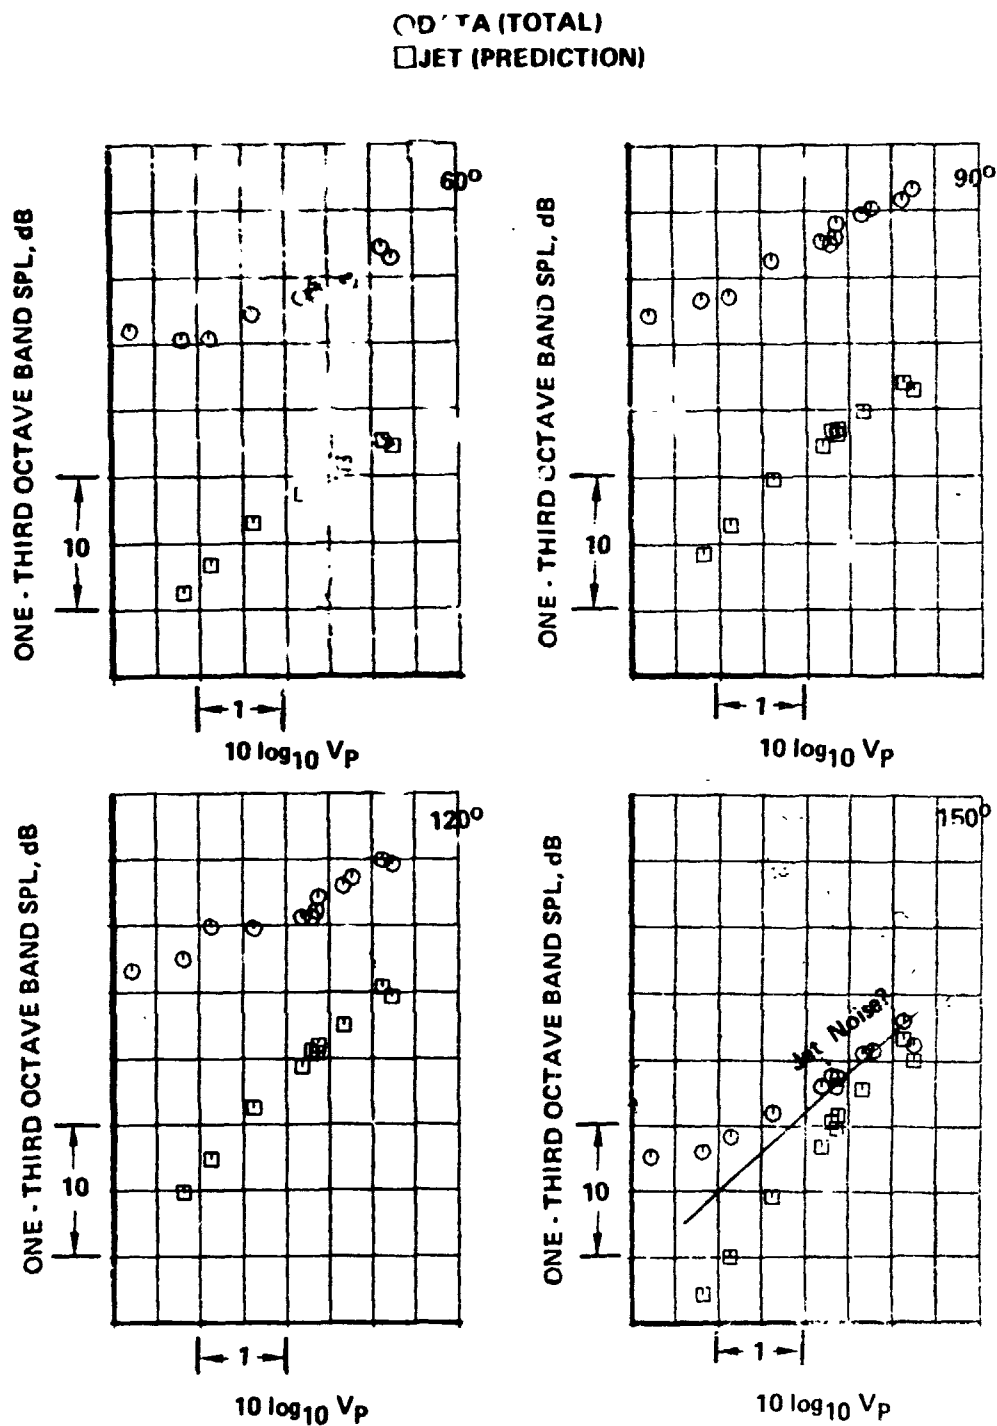 DATA (TOTAL)
JET (PREDICTION)
60°
ONE - THIRD OCTAVE BAND SPL, dB
10
1
10 log10 VP
90°
ONE - THIRD OCTAVE BAND SPL, dB
10
1
10 log10 VP
120°
ONE - THIRD OCTAVE BAND SPL, dB
10
1
10 log10 VP
150°
ONE - THIRD OCTAVE BAND SPL, dB
Jet Noise?
10
1
10 log10 VP